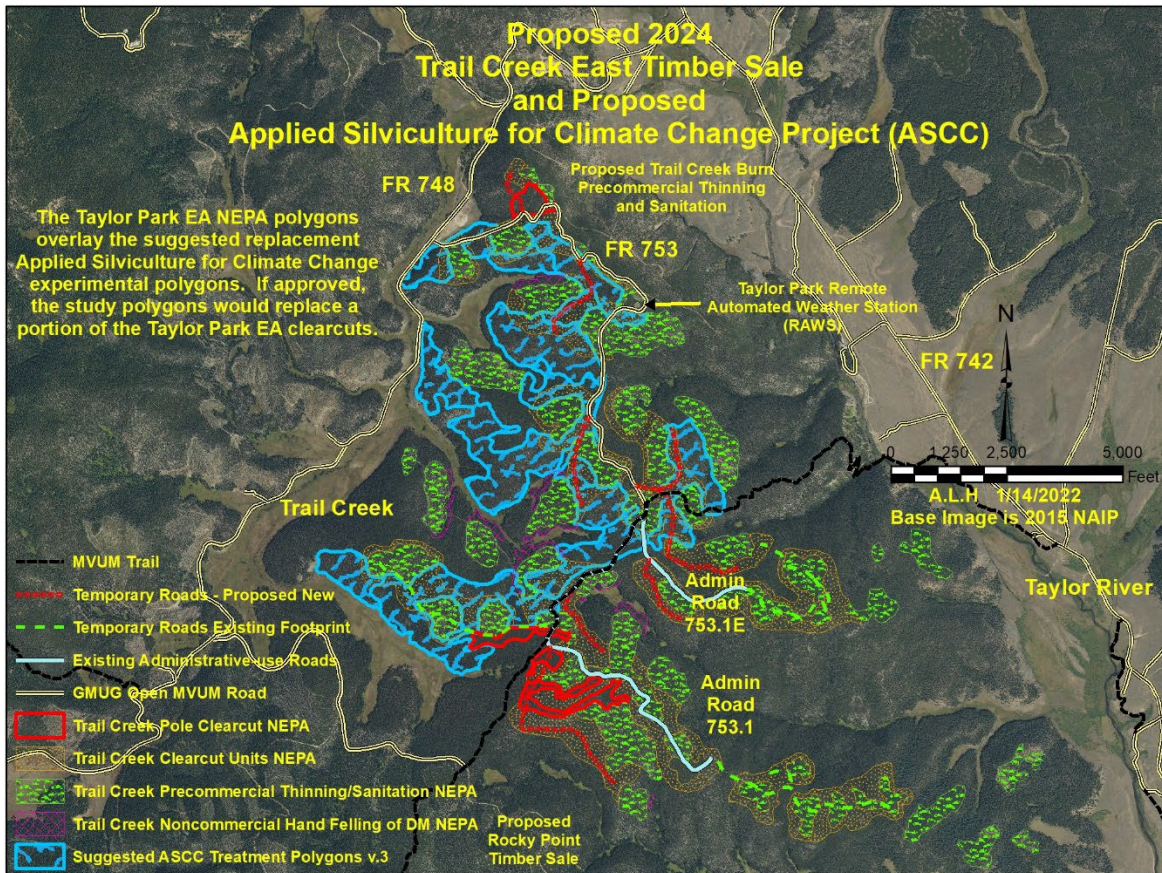 Proposed 2024
Trail Creek East Timber Sale
and Proposed
Applied Silviculture for Climate Change Project (ASCC)
Proposed Trail Creek Burn
Precommercial Thinning
and Sanitation
FR 748
The Taylor Park EA NEPA polygons
overlay the suggested replacement
Applied Silviculture for Climate Change
experimental polygons. If approved,
the study polygons would replace a
portion of the Taylor Park EA clearcuts.
FR 753
Taylor Park Remote
Automated Weather Station
(RAWS)
N
FR 742
0 1,250 2,500 5,000
Feet
A.L.H 1/14/2022
Base Image is 2015 NAIP
Trail Creek
Admin
Road
753.1E
Taylor River
Admin
Road
753.1
MVUM Trail
Temporary Roads - Proposed New
Temporary Roads Existing Footprint
Existing Administrative-use Roads
GMUG Open MVUM Road
Trail Creek Pole Clearcut NEPA
Trail Creek Clearcut Units NEPA
Trail Creek Precommercial Thinning/Sanitation NEPA
Trail Creek Noncommercial Hand Felling of DM NEPA
Suggested ASCC Treatment Polygons v.3
Proposed
Rocky Point
Timber Sale